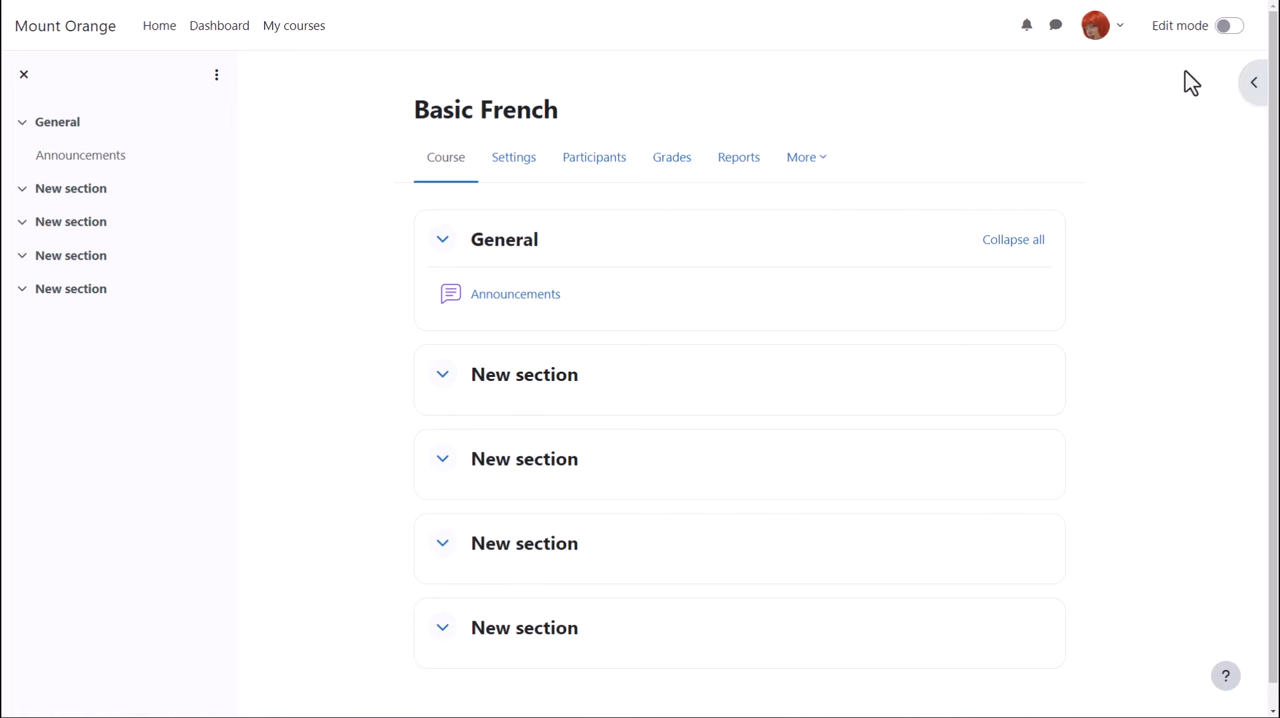 Mount Orange Home Dashboard My courses Edit mode
General
Announcements
New section
New section
New section
New section
Basic French
Course Settings Participants Grades Reports More
General Collapse all
Announcements
New section
New section
New section
New section
?